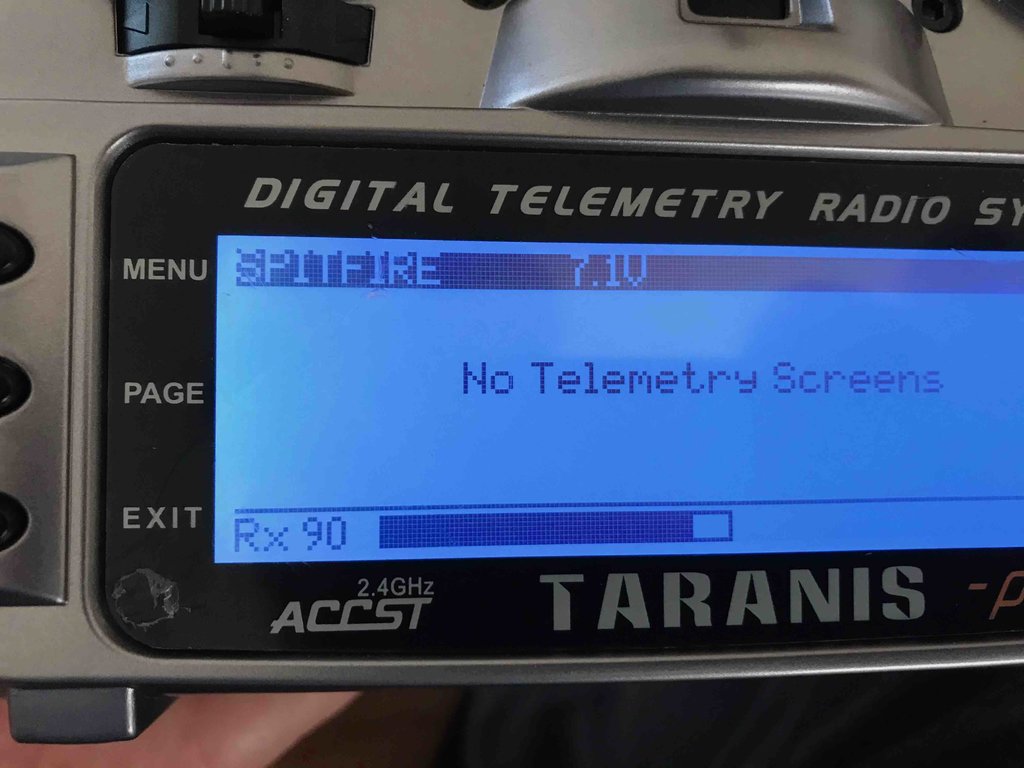 DIGITAL TELEMETRY RADIO SY
MENU
SPITFIRE 7.1V
PAGE
No Telemetry Screens
EXIT
Rx 90
2.4GHz
ACCST
TARANIS